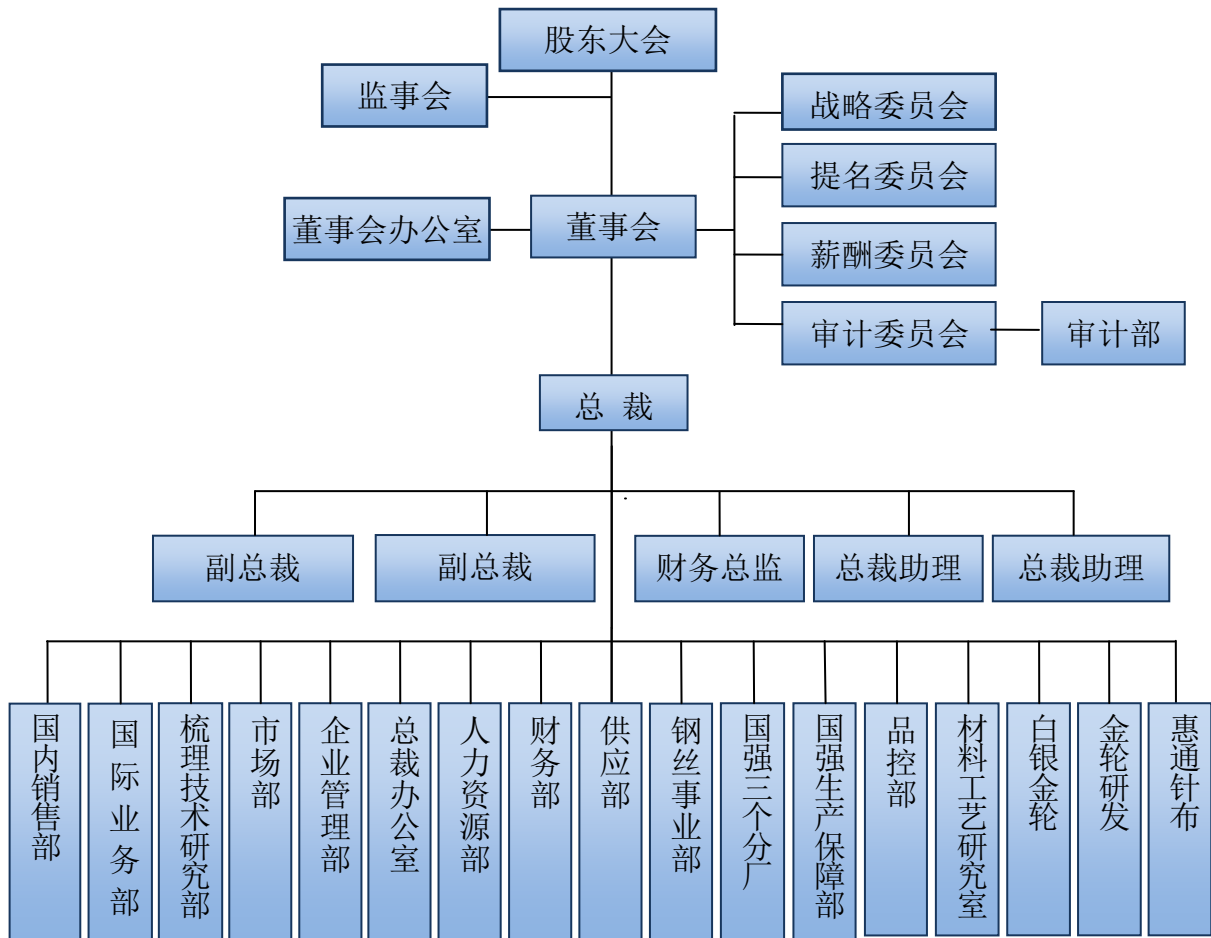 股东大会
监事会
战略委员会
提名委员会
董事会办公室
董事会
薪酬委员会
审计委员会
审计部
总 裁
副总裁
副总裁
财务总监
总裁助理
总裁助理
国内销售部
国际业务部
梳理技术研究部
市场部
企业管理部
总裁办公室
人力资源部
财务部
供应部
钢丝事业部
国强三个分厂
国强生产保障部
品控部
材料工艺研究室
白银金轮
金轮研发
惠通针布